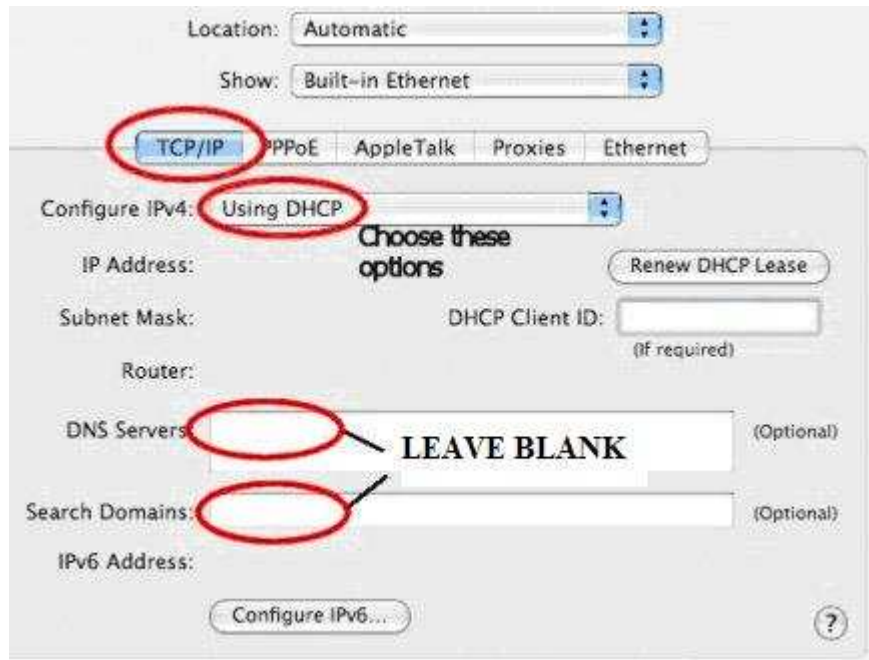 Location: Automatic
Show: Built-in Ethernet
TCP/IP PPPoE AppleTalk Proxies Ethernet
Configure IPv4: Using DHCP
Choose these
options
IP Address: Renew DHCP Lease
Subnet Mask: DHCP Client ID:
(If required)
Router:
DNS Servers: (Optional)
LEAVE BLANK
Search Domains: (Optional)
IPv6 Address:
Configure IPv6... ?